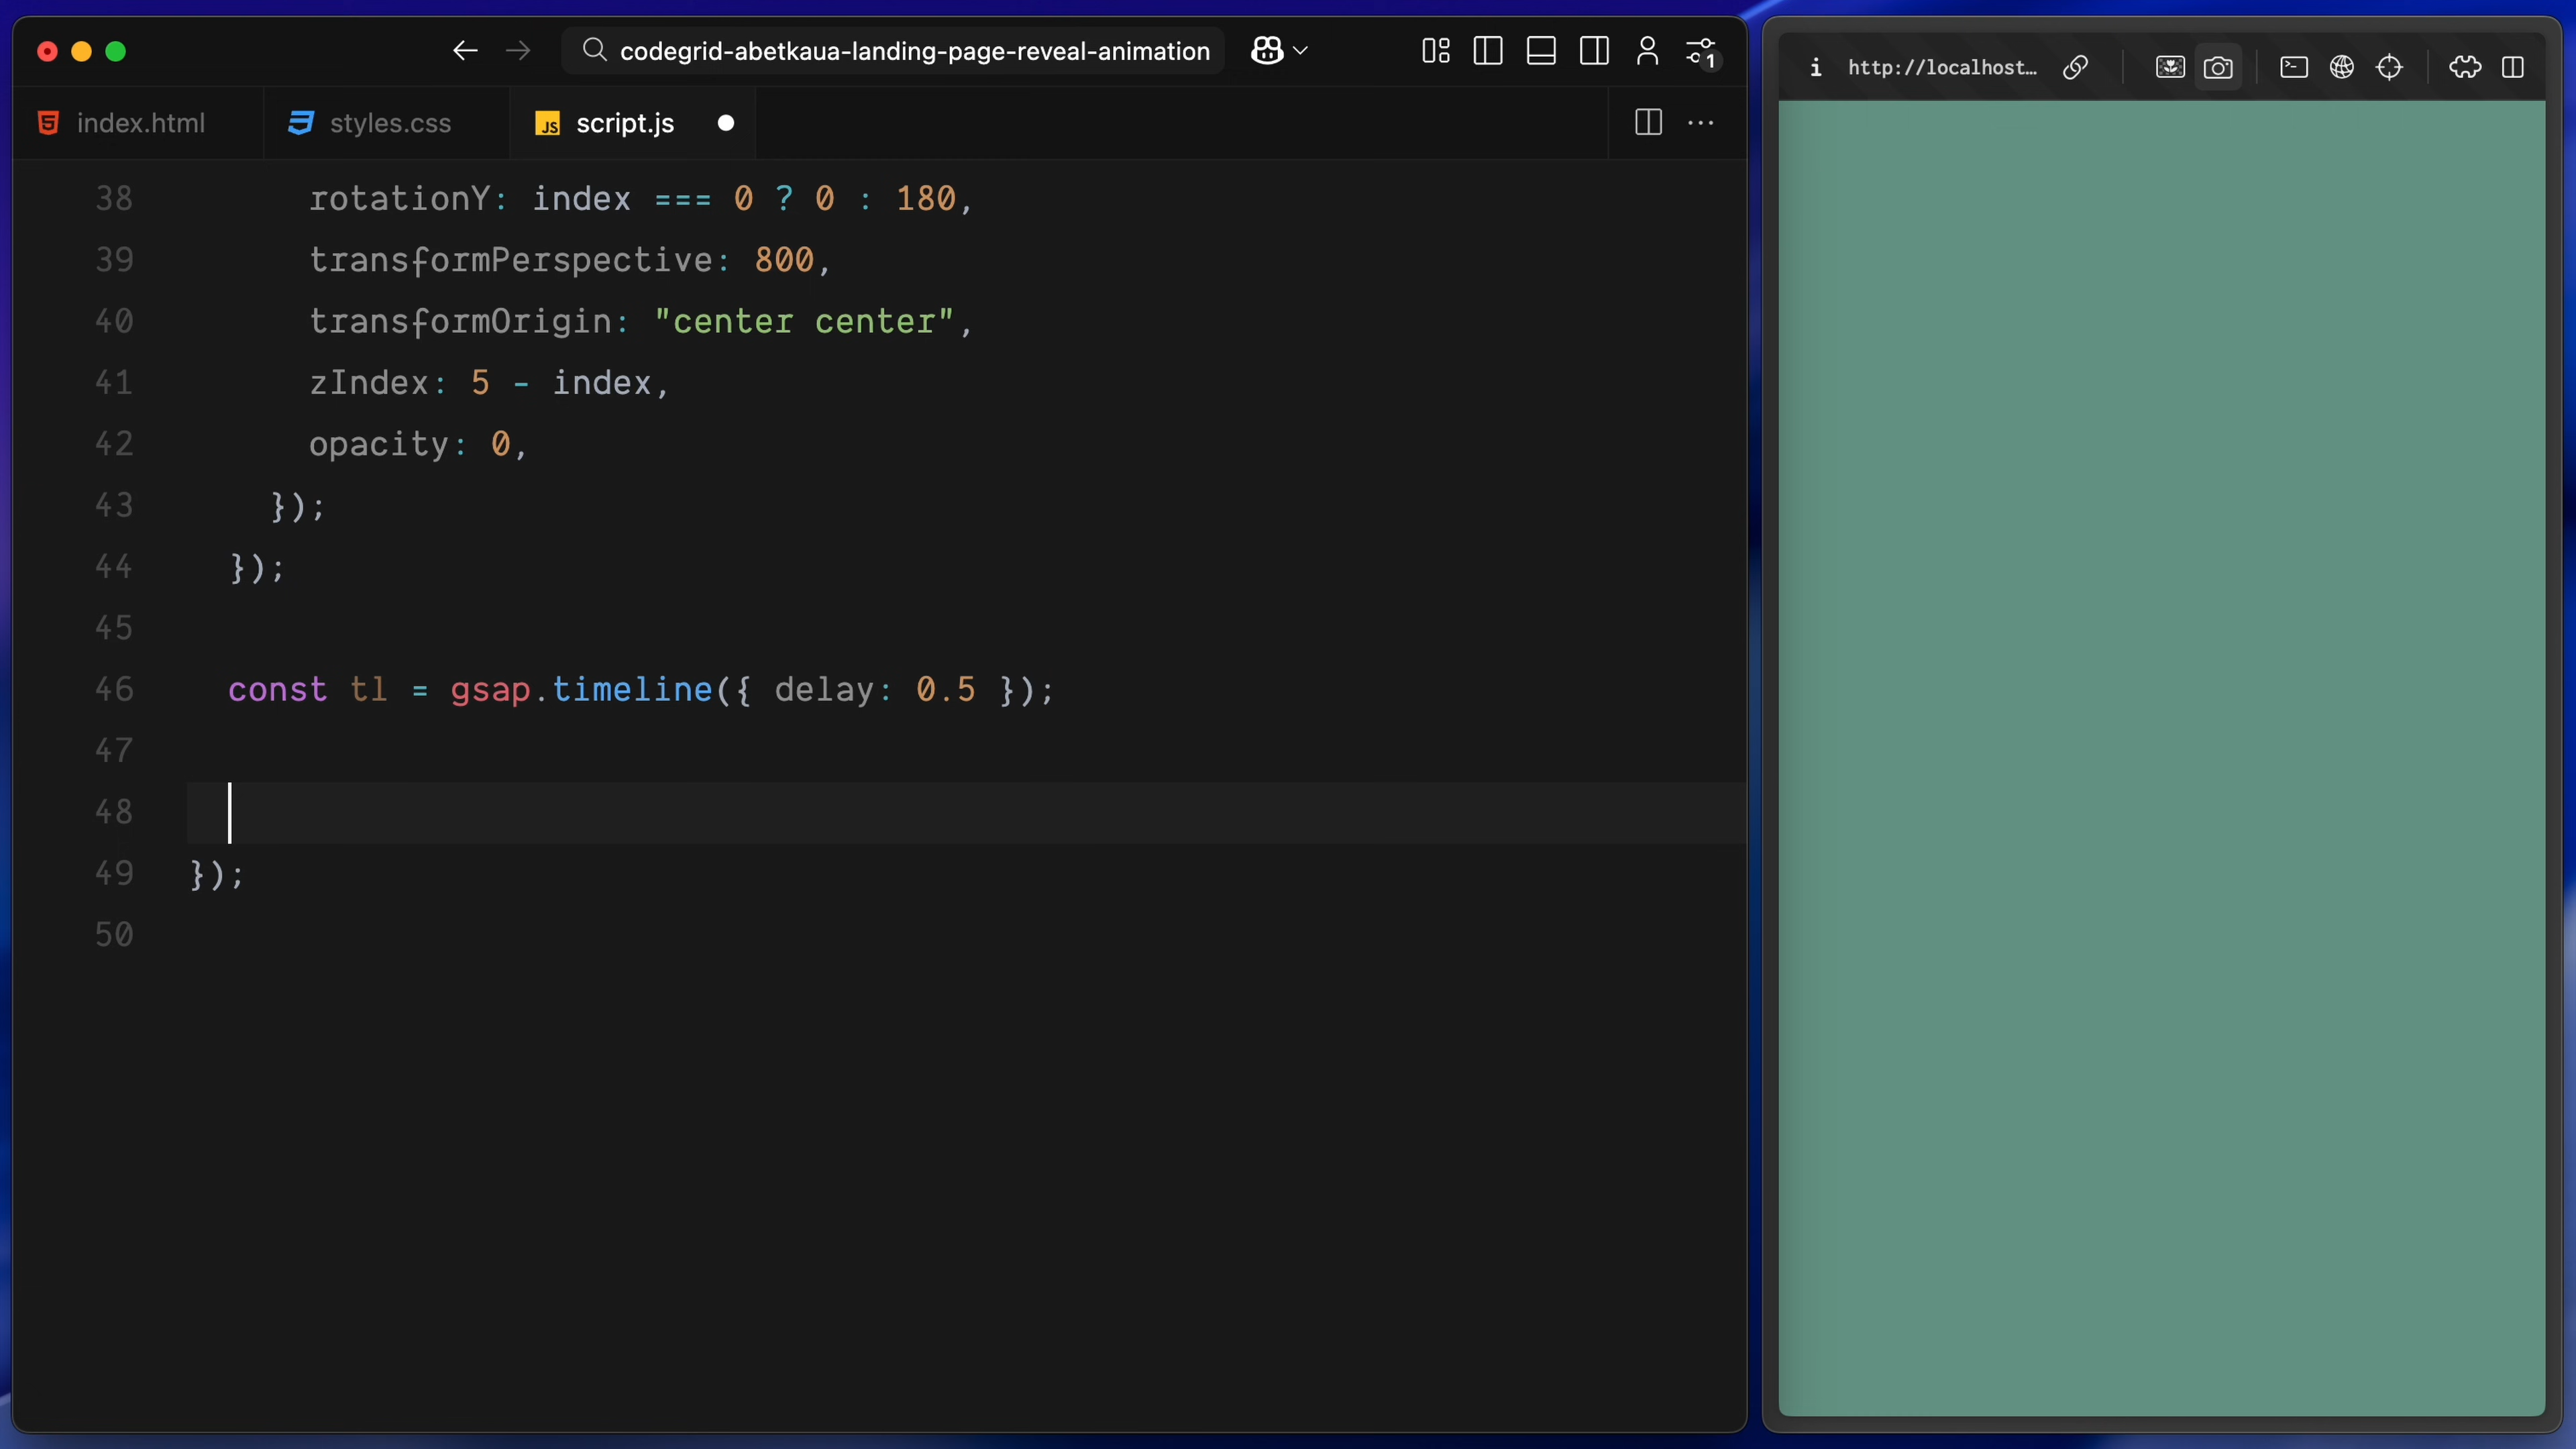 codegrid-abetkaua-landing-page-reveal-animation
1
index.html
styles.css
JS script.js
38 rotationY: index === 0 ? 0 : 180,
39 transformPerspective: 800,
40 transformOrigin: "center center",
41 zIndex: 5 - index,
42 opacity: 0,
43 });
44 });
45
46 const tl = gsap.timeline({ delay: 0.5 });
47
48
49 });
50
http://localhost…